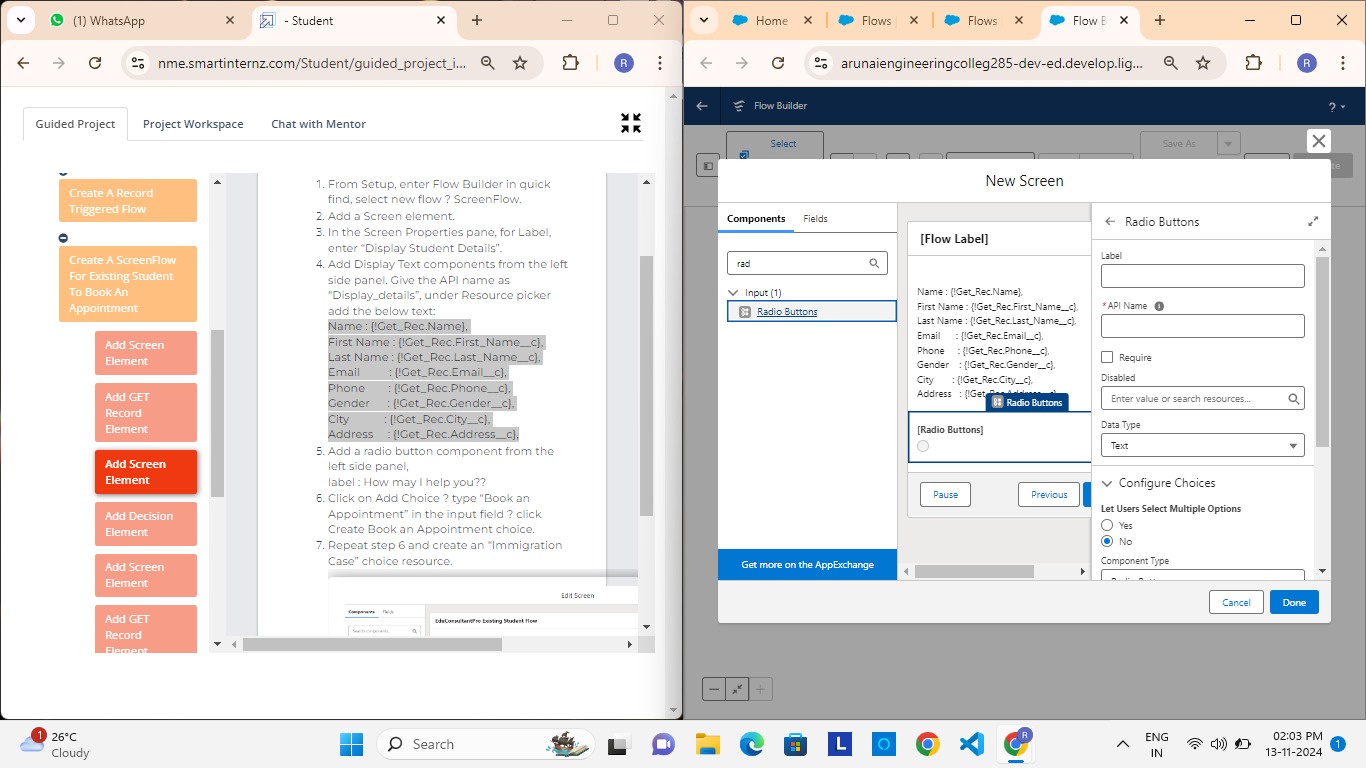 (1) WhatsApp
- Student
nme.smartinternz.com/Student/guided_project_i...
R
Guided Project
Project Workspace
Chat with Mentor
Create A Record
Triggered Flow
Create A ScreenFlow
For Existing Student
To Book An
Appointment
Add Screen
Element
Add GET
Record
Element
Add Screen
Element
Add Decision
Element
Add Screen
Element
Add GET
Record
Element
1. From Setup, enter Flow Builder in quick
find, select new flow ? ScreenFlow.
2. Add a Screen element.
3. In the Screen Properties pane, for Label,
enter “Display Student Details”.
4. Add Display Text components from the left
side panel. Give the API name as
“Display_details”, under Resource picker
add the below text:
Name : {!Get_Rec.Name},
First Name : {!Get_Rec.First_Name__c},
Last Name : {!Get_Rec.Last_Name__c},
Email : {!Get_Rec.Email__c},
Phone : {!Get_Rec.Phone__c},
Gender : {!Get_Rec.Gender__c},
City : {!Get_Rec.City__c},
Address : {!Get_Rec.Address__c},
5. Add a radio button component from the
left side panel,
label : How may I help you??
6. Click on Add Choice ? type “Book an
Appointment” in the input field ? click
Create Book an Appointment choice.
7. Repeat step 6 and create an “Immigration
Case” choice resource.
Edit Screen
Components Fields
Search components...
EduConsultantPro Existing Student Flow
Home
Flows
Flows
Flow B
arunaiengineeringcolleg285-dev-ed.develop.lig...
R
Flow Builder
?
Select
Save As
New Screen
Components
Fields
rad
Input (1)
Radio Buttons
Get more on the AppExchange
[Flow Label]
Name : {!Get_Rec.Name},
First Name : {!Get_Rec.First_Name__c},
Last Name : {!Get_Rec.Last_Name__c},
Email : {!Get_Rec.Email__c},
Phone : {!Get_Rec.Phone__c},
Gender : {!Get_Rec.Gender__c},
City : {!Get_Rec.City__c},
Address : {!Get_Rec.Address__c},
Radio Buttons
[Radio Buttons]
Pause
Previous
Radio Buttons
Label
* API Name
Require
Disabled
Enter value or search resources...
Data Type
Text
Configure Choices
Let Users Select Multiple Options
Yes
No
Component Type
Cancel
Done
1
26°C
Cloudy
Search
L
R
ENG
IN
02:03 PM
13-11-2024
1